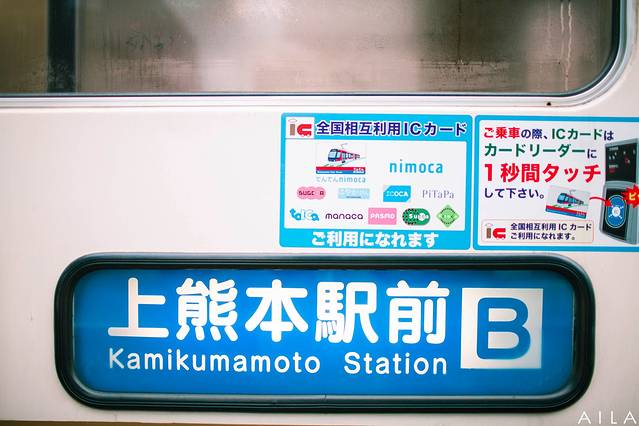 全国相互利用ICカード
でんでんnimoca
nimoca
SUGOCA
ICOCA
PiTaPa
TOICA
manaca
PASMO
Suica
ご利用になれます
ご乗車の際、ICカードは
カードリーダーに
1秒間タッチ
して下さい。
ピッ
全国相互利用ICカード
ご利用になれます。
上熊本駅前
B
Kamikumamoto Station
AILA